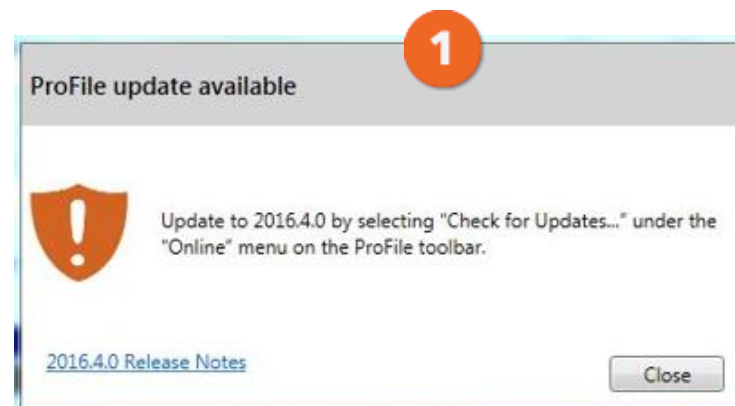 1
ProFile update available
Update to 2016.4.0 by selecting "Check for Updates..." under the
"Online" menu on the ProFile toolbar.
2016.4.0 Release Notes
Close